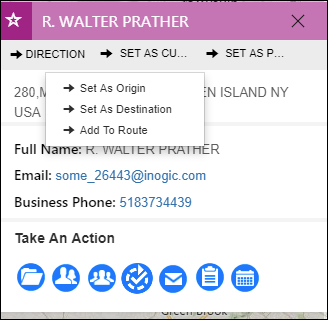 R. WALTER PRATHER
DIRECTION SET AS CU... SET AS P...
Set As Origin
Set As Destination
Add To Route
280,M EN ISLAND NY
USA
Full Name: R. WALTER PRATHER
Email: some_26443@inogic.com
Business Phone: 5183734439
Take An Action
Green Brook